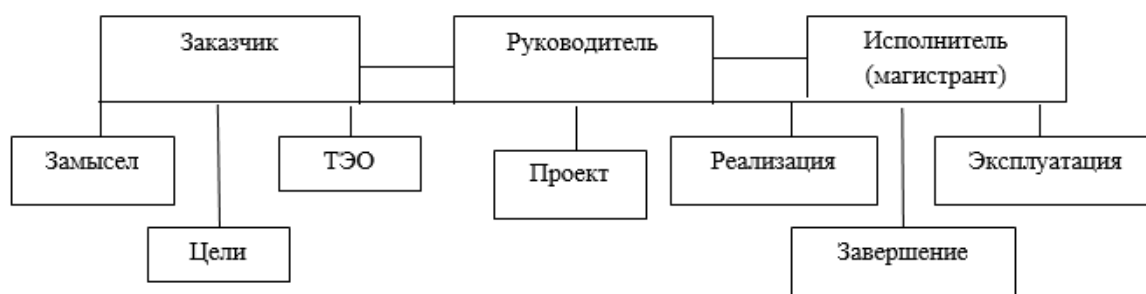 Заказчик
Руководитель
Исполнитель
(магистрант)
Замысел
ТЭО
Проект
Реализация
Эксплуатация
Цели
Завершение